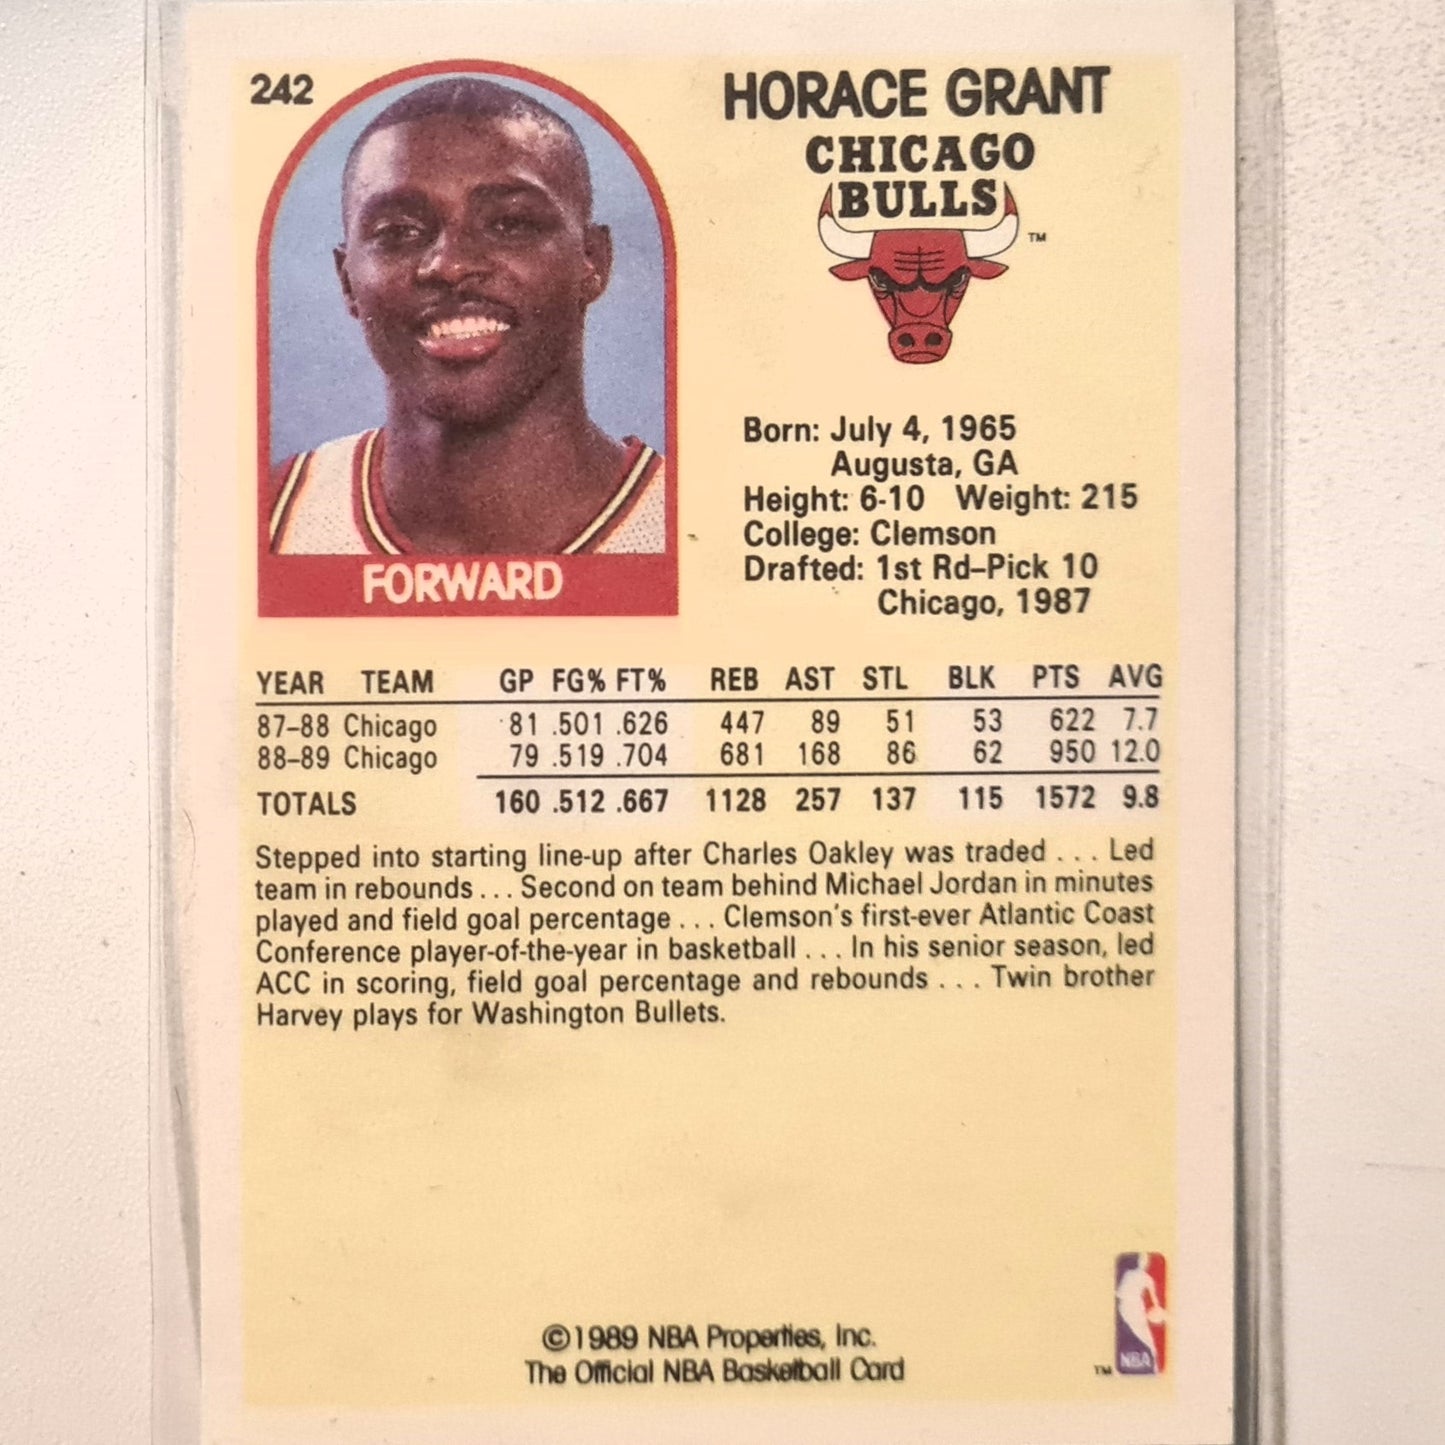 242
HORACE GRANT
CHICAGO
BULLS
TM
Born: July 4, 1965
Augusta, GA
Height: 6-10 Weight: 215
College: Clemson
Drafted: 1st Rd–Pick 10
Chicago, 1987
FORWARD
YEAR TEAM GP FG% FT% REB AST STL BLK PTS AVG
87–88 Chicago 81 .501 .626 447 89 51 53 622 7.7
88–89 Chicago 79 .519 .704 681 168 86 62 950 12.0
TOTALS 160 .512 .667 1128 257 137 115 1572 9.8
Stepped into starting line-up after Charles Oakley was traded . . . Led
team in rebounds . . . Second on team behind Michael Jordan in minutes
played and field goal percentage . . . Clemson's first-ever Atlantic Coast
Conference player-of-the-year in basketball . . . In his senior season, led
ACC in scoring, field goal percentage and rebounds . . . Twin brother
Harvey plays for Washington Bullets.
©1989 NBA Properties, Inc.
The Official NBA Basketball Card
TM NBA